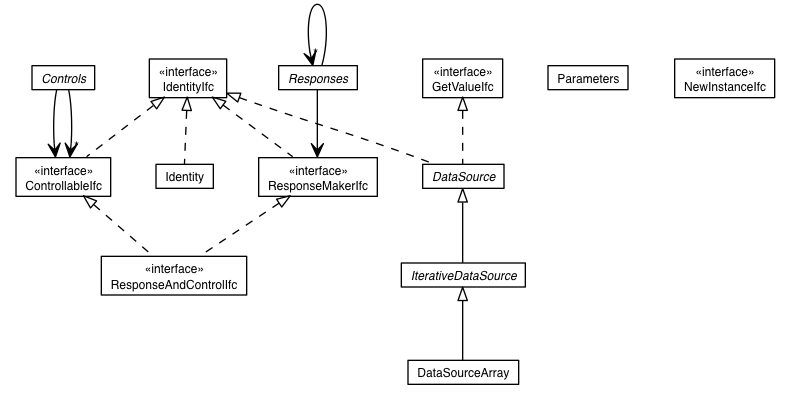 Controls
«interface»
IdentityIfc
Responses
«interface»
GetValueIfc
Parameters
«interface»
NewInstanceIfc
«interface»
ControllableIfc
Identity
«interface»
ResponseMakerIfc
DataSource
«interface»
ResponseAndControlIfc
IterativeDataSource
DataSourceArray